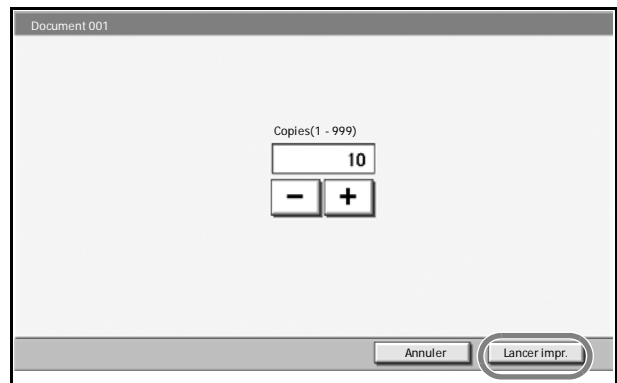 Document 001
Copies(1 - 999)
10
− +
Annuler Lancer impr.